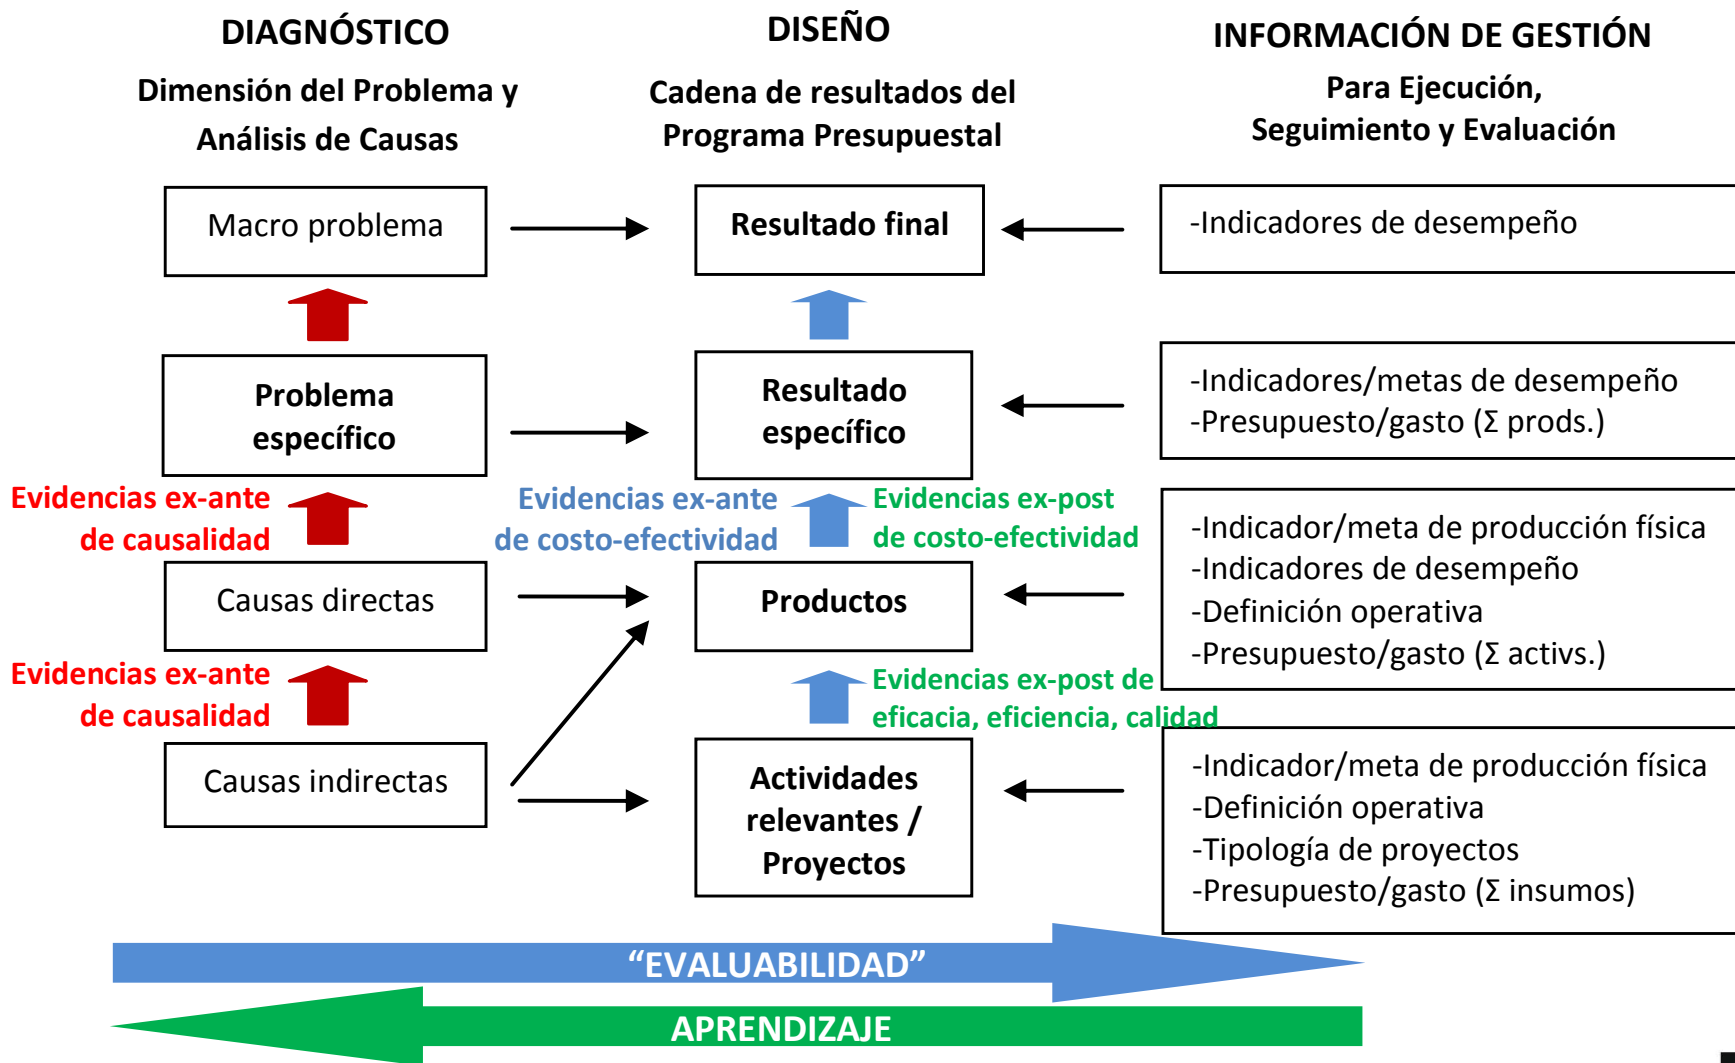 DIAGNÓSTICO
Dimensión del Problema y
Análisis de Causas
DISEÑO
Cadena de resultados del
Programa Presupuestal
INFORMACIÓN DE GESTIÓN
Para Ejecución,
Seguimiento y Evaluación
Macro problema
Resultado final
-Indicadores de desempeño
Problema
específico
Resultado
específico
-Indicadores/metas de desempeño
-Presupuesto/gasto (Σ prods.)
Evidencias ex-ante
de causalidad
Evidencias ex-ante
de costo-efectividad
Evidencias ex-post
de costo-efectividad
Causas directas
Productos
-Indicador/meta de producción física
-Indicadores de desempeño
-Definición operativa
-Presupuesto/gasto (Σ activs.)
Evidencias ex-ante
de causalidad
Evidencias ex-post de
eficacia, eficiencia, calidad
Causas indirectas
Actividades
relevantes /
Proyectos
-Indicador/meta de producción física
-Definición operativa
-Tipología de proyectos
-Presupuesto/gasto (Σ insumos)
“EVALUABILIDAD”
APRENDIZAJE